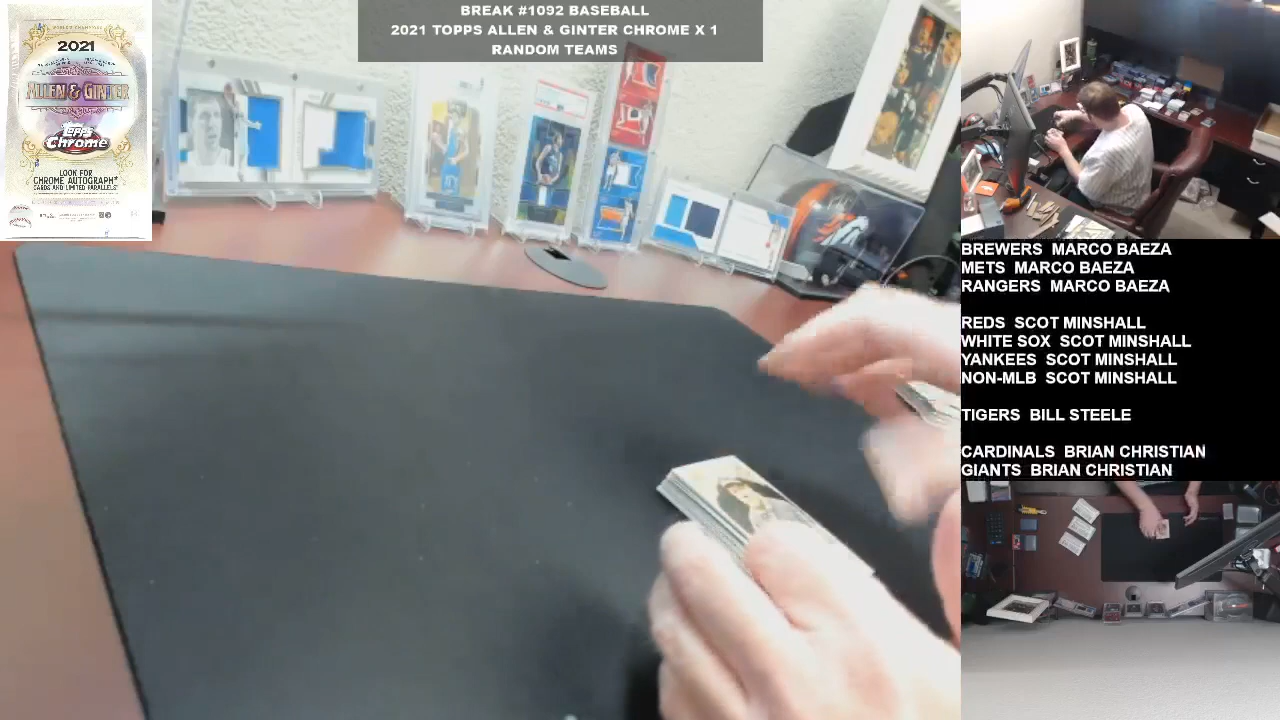 BREAK #1092 BASEBALL
2021 TOPPS ALLEN & GINTER CHROME X 1
RANDOM TEAMS
2021
ALLEN & GINTER
Topps
Chrome
LOOK FOR
CHROME AUTOGRAPH
CARDS AND LIMITED PARALLELS!
BREWERS MARCO BAEZA
METS MARCO BAEZA
RANGERS MARCO BAEZA
REDS SCOT MINSHALL
WHITE SOX SCOT MINSHALL
YANKEES SCOT MINSHALL
NON-MLB SCOT MINSHALL
TIGERS BILL STEELE
CARDINALS BRIAN CHRISTIAN
GIANTS BRIAN CHRISTIAN